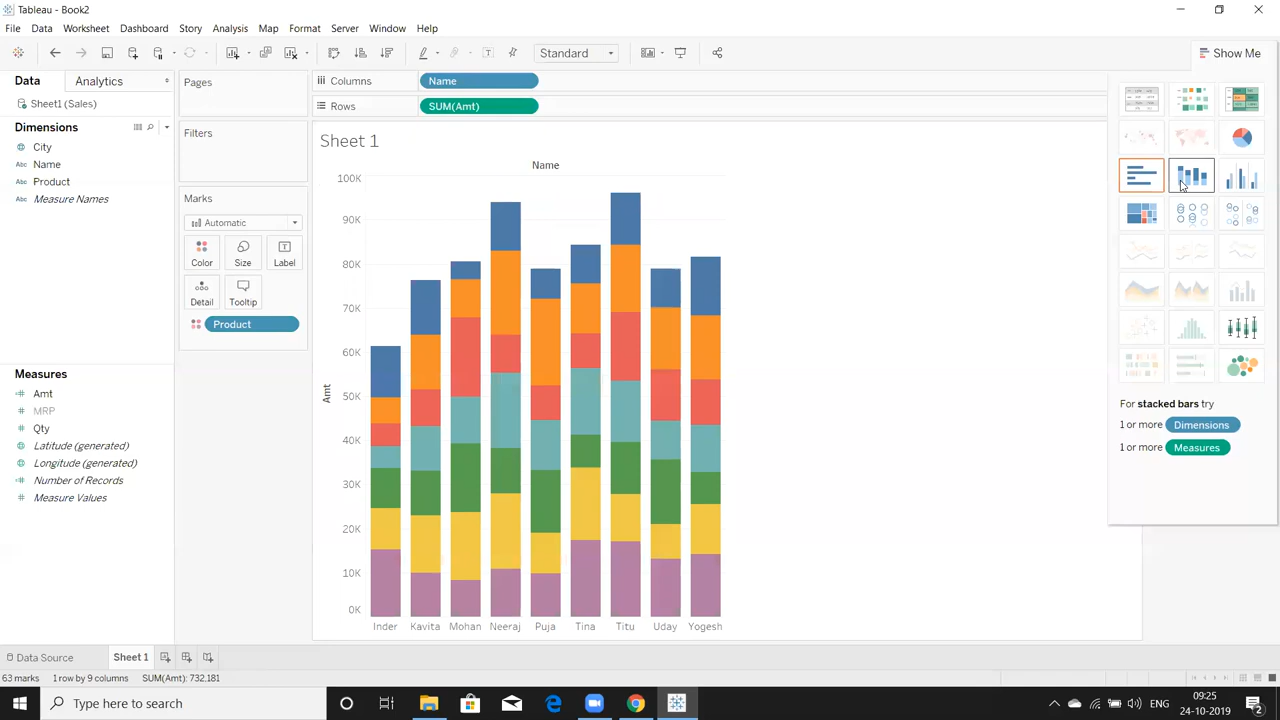 Tableau - Book2
File Data Worksheet Dashboard Story Analysis Map Format Server Window Help
Standard
Show Me
Data Analytics
Sheet1 (Sales)
Dimensions
City
Abc Name
Abc Product
Abc Measure Names
Measures
Amt
MRP
Qty
Latitude (generated)
Longitude (generated)
Number of Records
Measure Values
Pages
Filters
Marks
Automatic
Color Size Label
Detail Tooltip
Product
Columns Name
Rows SUM(Amt)
Sheet 1
Name
100K
90K
80K
70K
60K
50K
40K
30K
20K
10K
0K
Amt
Inder Kavita Mohan Neeraj Puja Tina Titu Uday Yogesh
For stacked bars try
1 or more Dimensions
1 or more Measures
Data Source Sheet 1
63 marks 1 row by 9 columns SUM(Amt): 732,181
Type here to search
ENG
09:25
24-10-2019
2